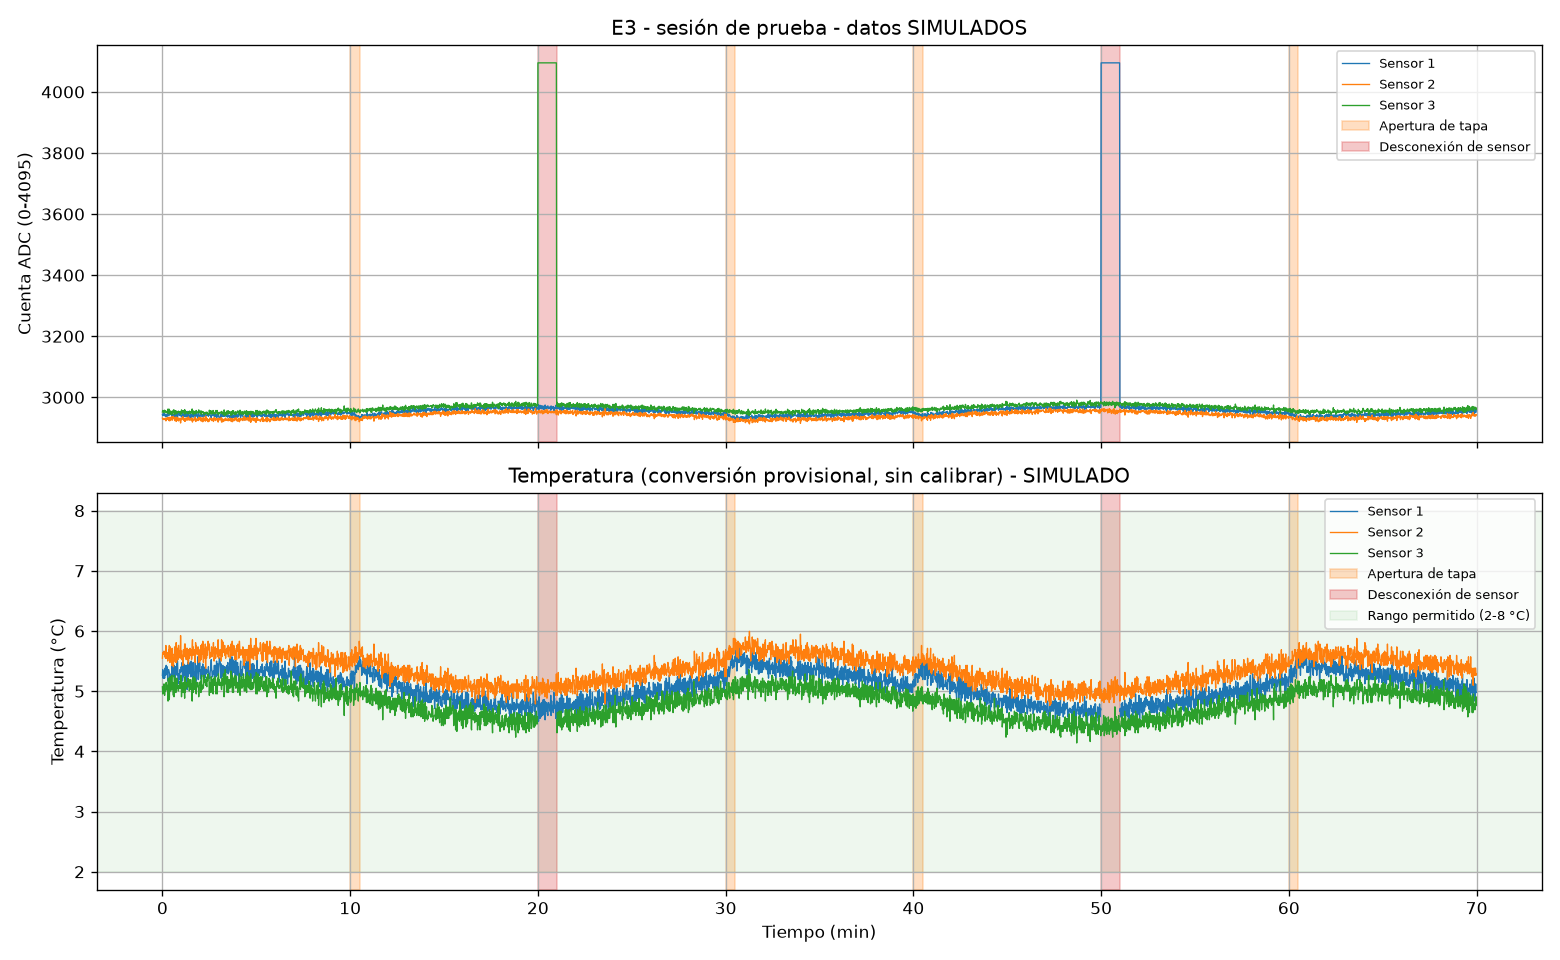 E3 - sesión de prueba - datos SIMULADOS
Cuenta ADC (0-4095)
4000
3800
3600
3400
3200
3000
Sensor 1
Sensor 2
Sensor 3
Apertura de tapa
Desconexión de sensor
Temperatura (conversión provisional, sin calibrar) - SIMULADO
Temperatura (°C)
8
7
6
5
4
3
2
Sensor 1
Sensor 2
Sensor 3
Apertura de tapa
Desconexión de sensor
Rango permitido (2-8 °C)
0 10 20 30 40 50 60 70
Tiempo (min)